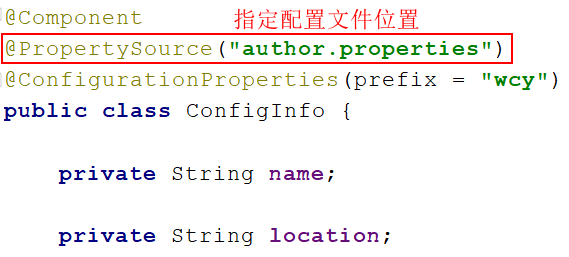 @Component 指定配置文件位置
@PropertySource("author.properties")
@ConfigurationProperties(prefix = "wcy")
public class ConfigInfo {
private String name;
private String location;